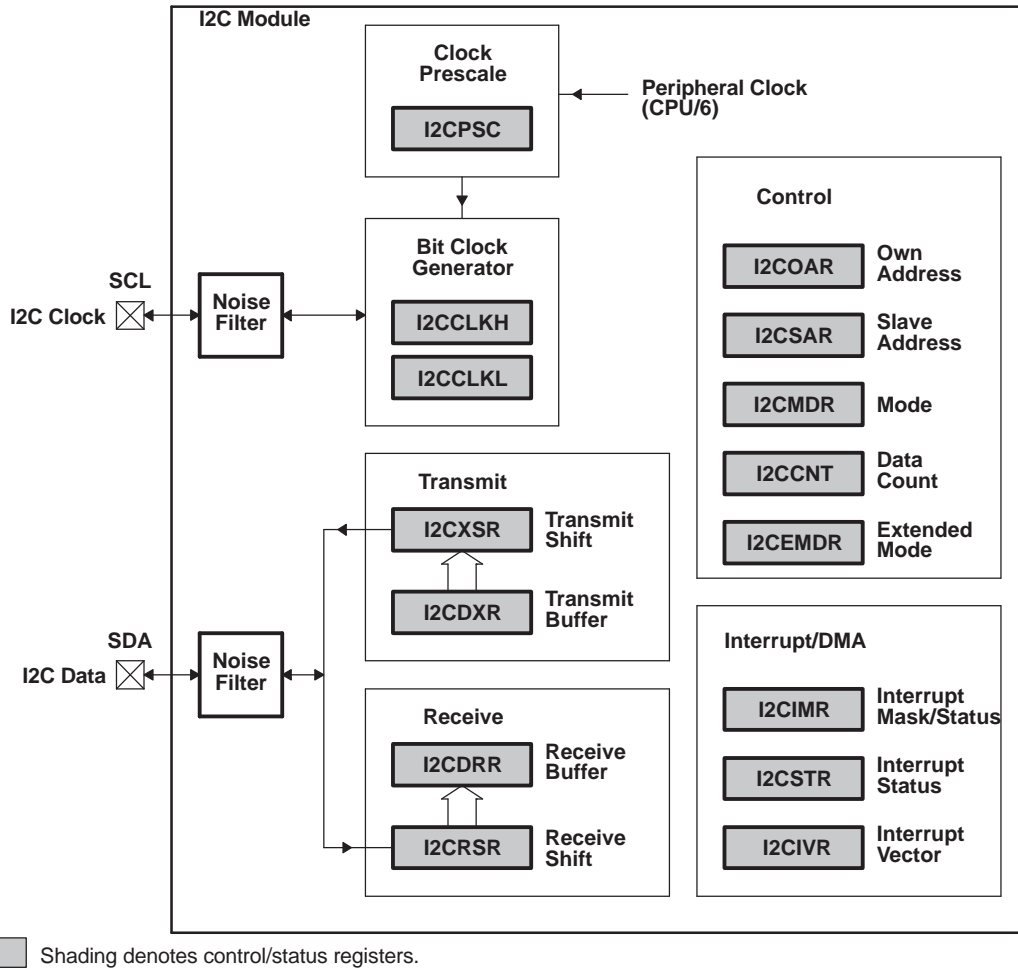 I2C Module
Clock
Prescale
I2CPSC
Peripheral Clock
(CPU/6)
Bit Clock
Generator
I2CCLKH
I2CCLKL
SCL
I2C Clock
Noise
Filter
Control
I2COAR
Own
Address
I2CSAR
Slave
Address
I2CMDR
Mode
I2CCNT
Data
Count
I2CEMDR
Extended
Mode
Transmit
I2CXSR
Transmit
Shift
I2CDXR
Transmit
Buffer
SDA
I2C Data
Noise
Filter
Receive
I2CDRR
Receive
Buffer
I2CRSR
Receive
Shift
Interrupt/DMA
I2CIMR
Interrupt
Mask/Status
I2CSTR
Interrupt
Status
I2CIVR
Interrupt
Vector
Shading denotes control/status registers.